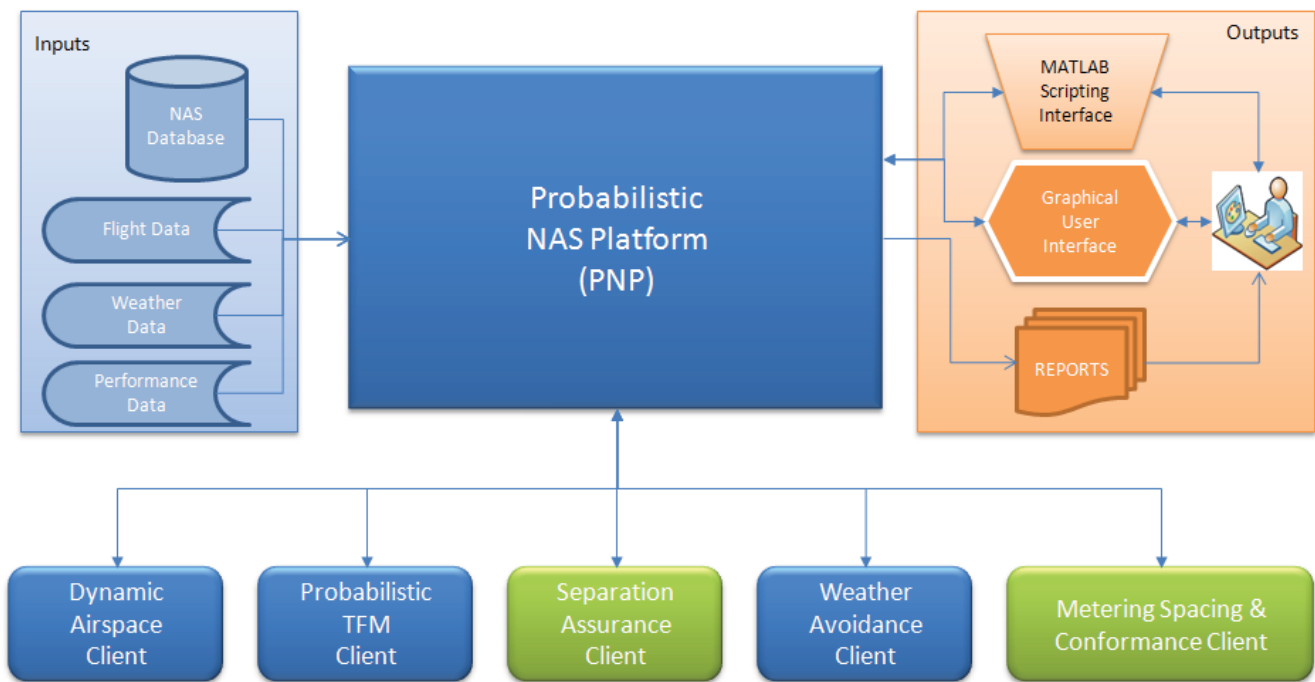 Inputs
NAS
Database
Flight Data
Weather
Data
Performance
Data
Probabilistic
NAS Platform
(PNP)
Outputs
MATLAB
Scripting
Interface
Graphical
User
Interface
REPORTS
Dynamic
Airspace
Client
Probabilistic
TFM
Client
Separation
Assurance
Client
Weather
Avoidance
Client
Metering Spacing &
Conformance Client